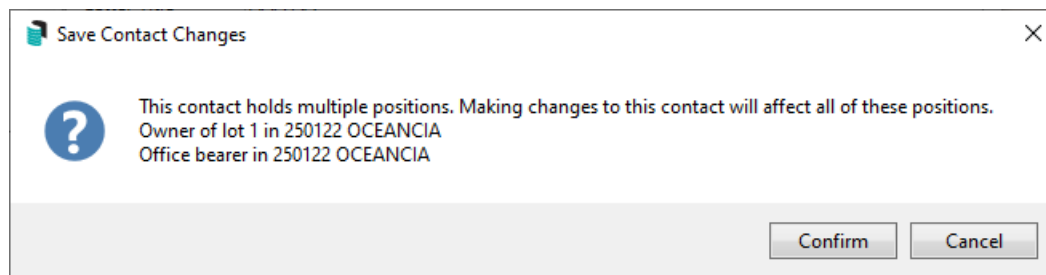 Save Contact Changes
This contact holds multiple positions. Making changes to this contact will affect all of these positions.
Owner of lot 1 in 250122 OCEANCIA
Office bearer in 250122 OCEANCIA
Confirm
Cancel